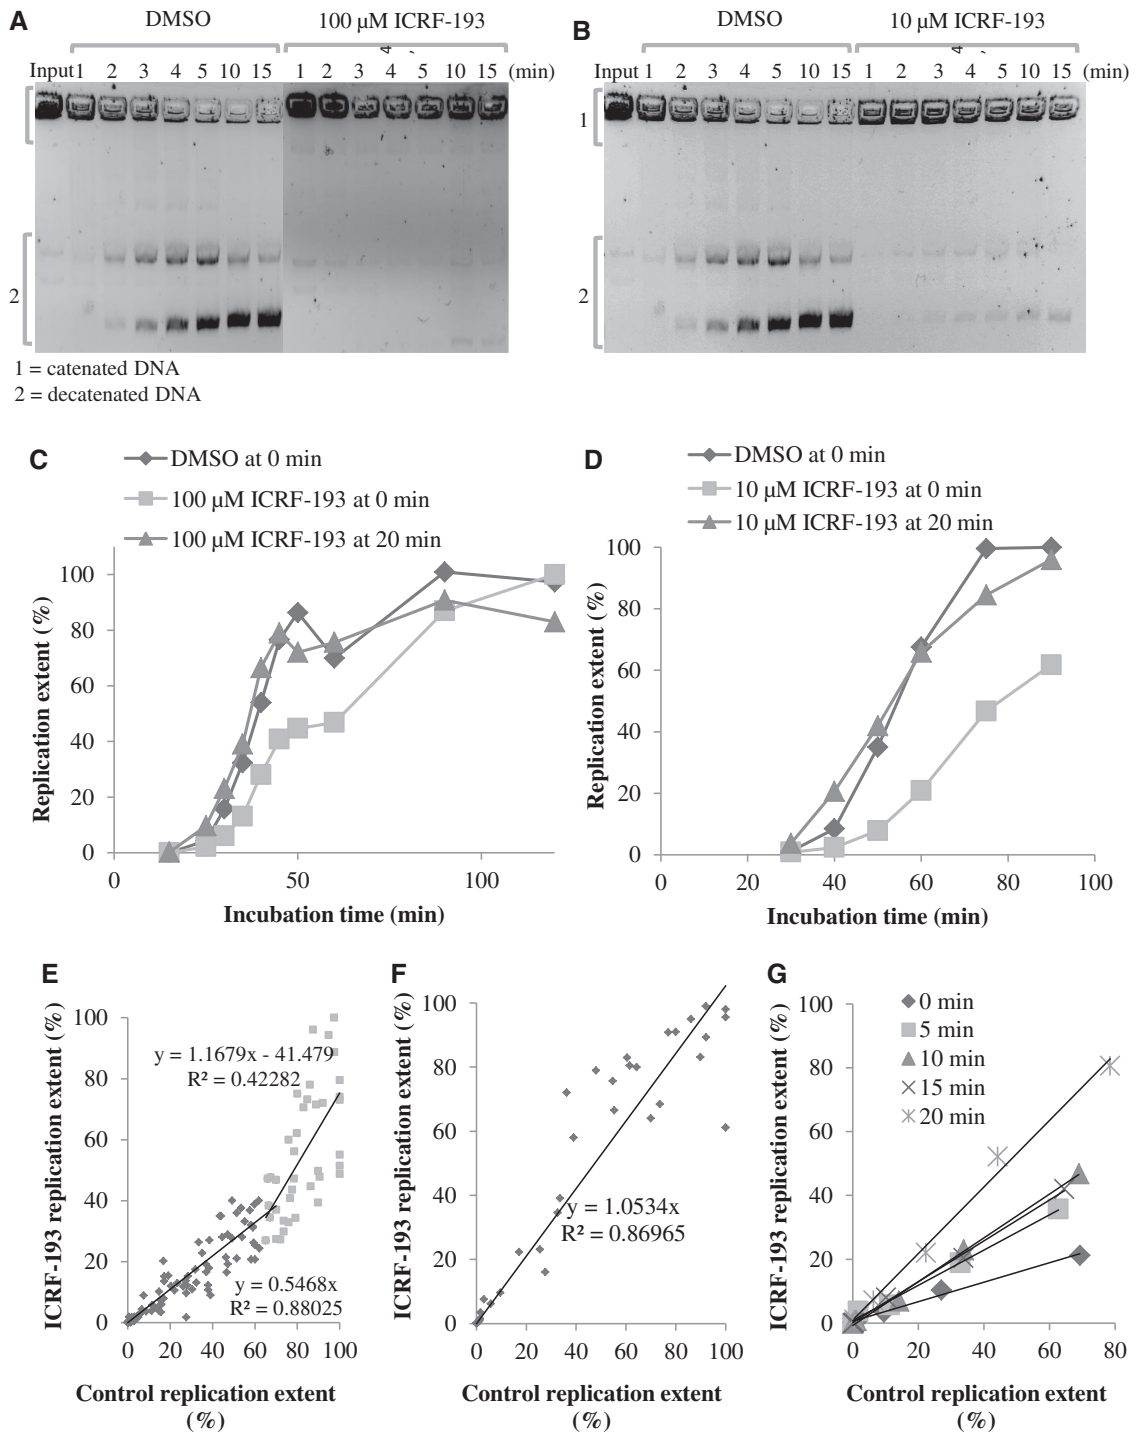 A
DMSO
100 µM ICRF-193
Input 1 2 3 4 5 10 15 1 2 3 4 5 10 15 (min)
2
1 = catenated DNA
2 = decatenated DNA
B
DMSO
10 µM ICRF-193
Input 1 2 3 4 5 10 15 1 2 3 4 5 10 15 (min)
1
2
C
DMSO at 0 min
100 µM ICRF-193 at 0 min
100 µM ICRF-193 at 20 min
Replication extent (%)
100
80
60
40
20
0
0 50 100
Incubation time (min)
D
DMSO at 0 min
10 µM ICRF-193 at 0 min
10 µM ICRF-193 at 20 min
Replication extent (%)
100
80
60
40
20
0
0 20 40 60 80 100
Incubation time (min)
E
ICRF-193 replication extent (%)
100
80
60
40
20
0
y = 1.1679x - 41.479
R² = 0.42282
y = 0.5468x
R² = 0.88025
0 20 40 60 80 100
Control replication extent
(%)
F
ICRF-193 replication extent (%)
100
80
60
40
20
0
y = 1.0534x
R² = 0.86965
0 20 40 60 80 100
Control replication extent
(%)
G
ICRF-193 replication extent (%)
100
80
60
40
20
0
0 min
5 min
10 min
15 min
20 min
0 20 40 60 80
Control replication extent
(%)